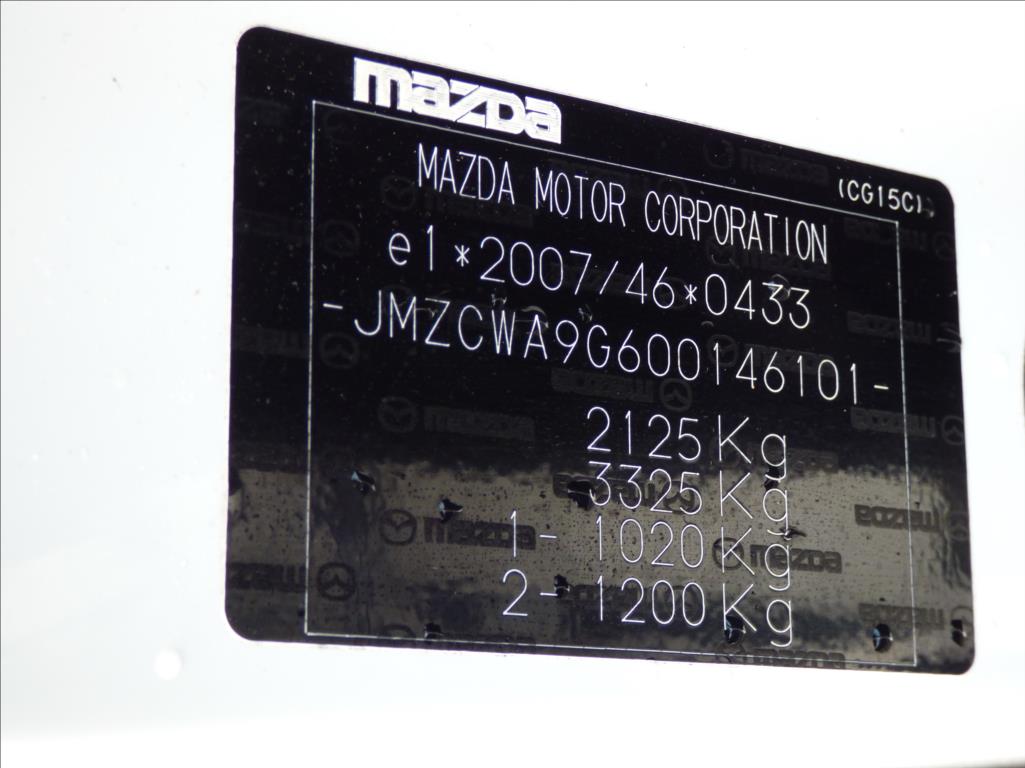 mazda
(CG15C)
MAZDA MOTOR CORPORATION
e1*2007/46*0433
-JMZCWA9G600146101-
2125Kg
3325Kg
1- 1020Kg
2- 1200Kg